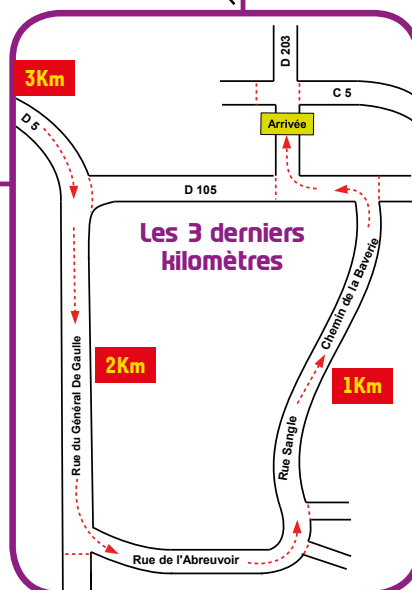 D 203
3Km
C 5
D 5
Arrivée
D 105
Les 3 derniers
kilomètres
Chemin de la Baverie
2Km
1Km
Rue du Général De Gaulle
Rue Sangle
Rue de l'Abreuvoir